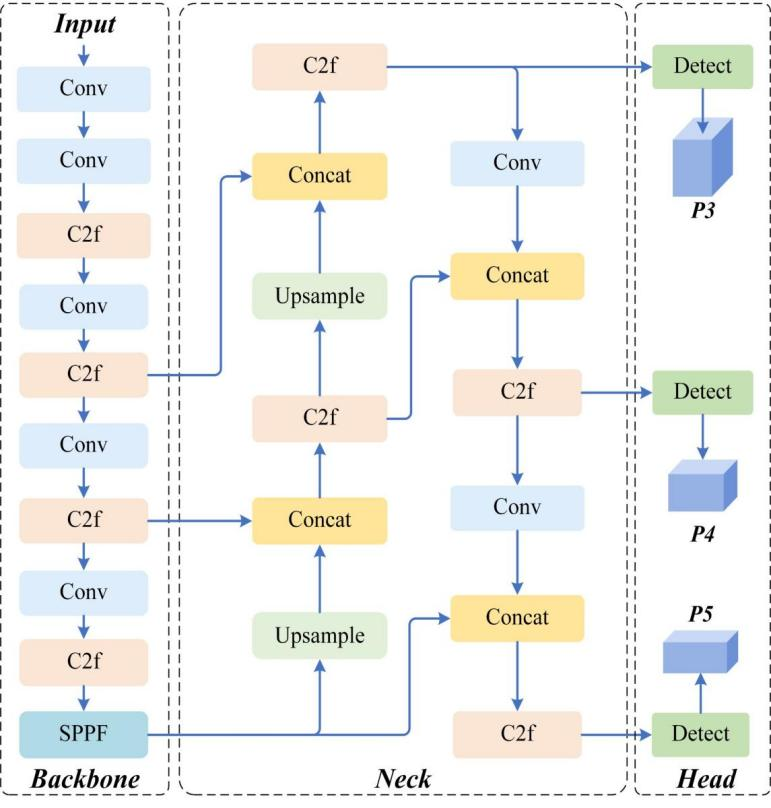 Input
Conv
Conv
C2f
Conv
C2f
Conv
C2f
Conv
C2f
SPPF
Backbone
C2f
Concat
Upsample
C2f
Concat
Upsample
Conv
Concat
C2f
Conv
Concat
C2f
Neck
Detect
P3
Detect
P4
P5
Detect
Head